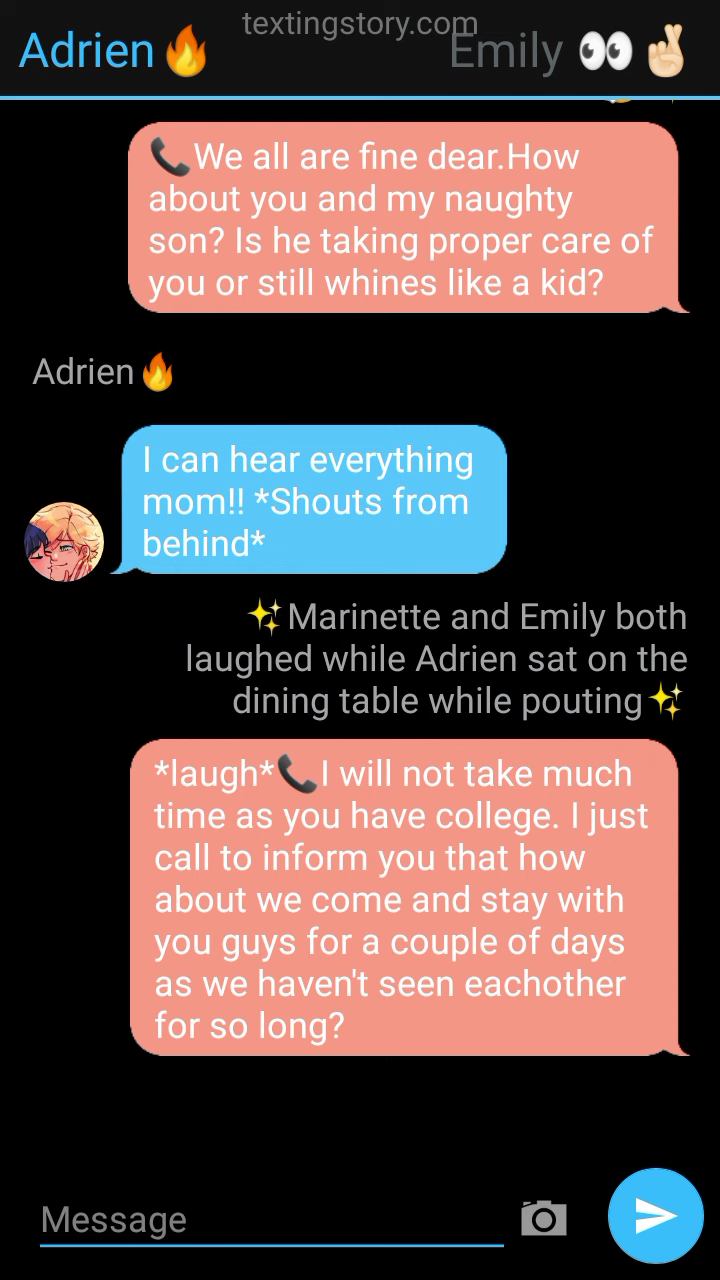 textingstory.com
Adrien🔥 Emily 👀🤞🏻
📞We all are fine dear.How
about you and my naughty
son? Is he taking proper care of
you or still whines like a kid?
Adrien🔥
I can hear everything
mom!! *Shouts from
behind*
✨Marinette and Emily both
laughed while Adrien sat on the
dining table while pouting✨
*laugh*📞I will not take much
time as you have college. I just
call to inform you that how
about we come and stay with
you guys for a couple of days
as we haven't seen eachother
for so long?
Message